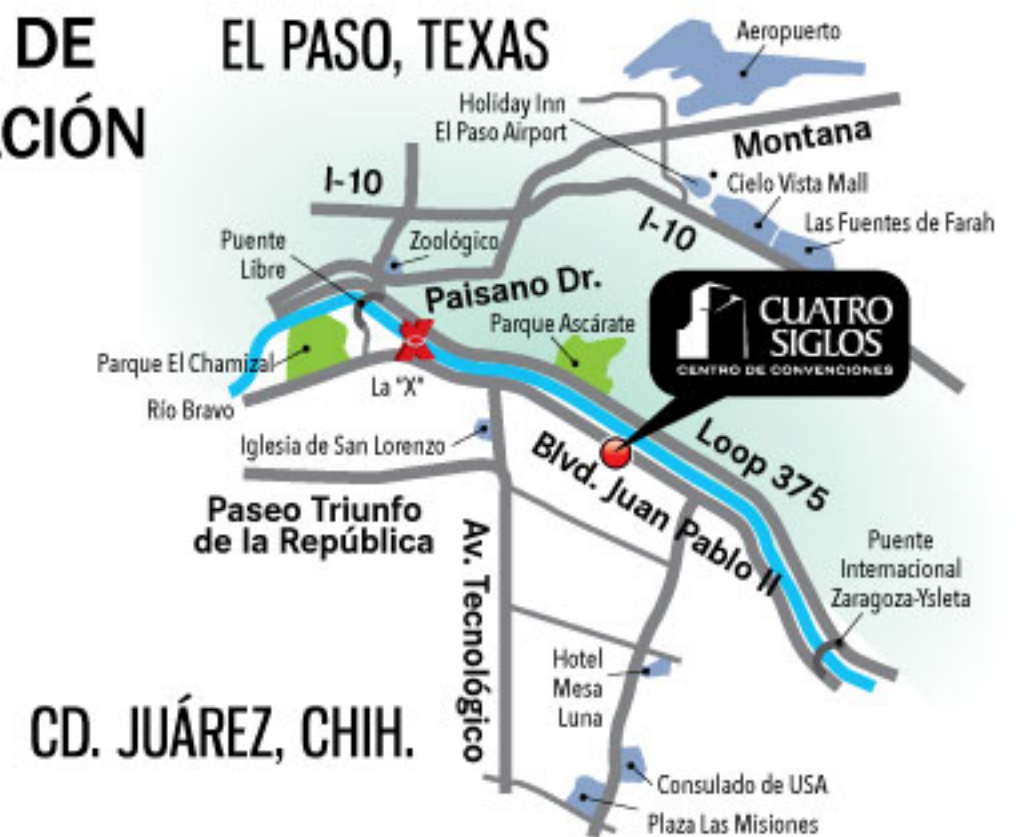 DE
CIÓN
EL PASO, TEXAS
Aeropuerto
Holiday Inn
El Paso Airport
Montana
I-10
Cielo Vista Mall
Las Fuentes de Farah
I-10
Puente
Libre
Zoológico
Paisano Dr.
Parque Ascárate
CUATRO
SIGLOS
CENTRO DE CONVENCIONES
Parque El Chamizal
La "X"
Río Bravo
Iglesia de San Lorenzo
Loop 375
Blvd. Juan Pablo II
Paseo Triunfo
de la República
Av. Tecnológico
Puente
Internacional
Zaragoza-Ysleta
Hotel
Mesa
Luna
CD. JUÁREZ, CHIH.
Consulado de USA
Plaza Las Misiones